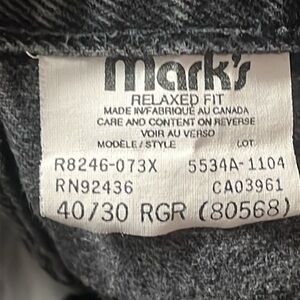 mark's
RELAXED FIT
MADE IN/FABRIQUÉ AU CANADA
CARE AND CONTENT ON REVERSE
VOIR AU VERSO
MODÈLE/STYLE LOT
R8246-073X 5534A-1104
RN92436 CA03961
40/30 RGR (80568)